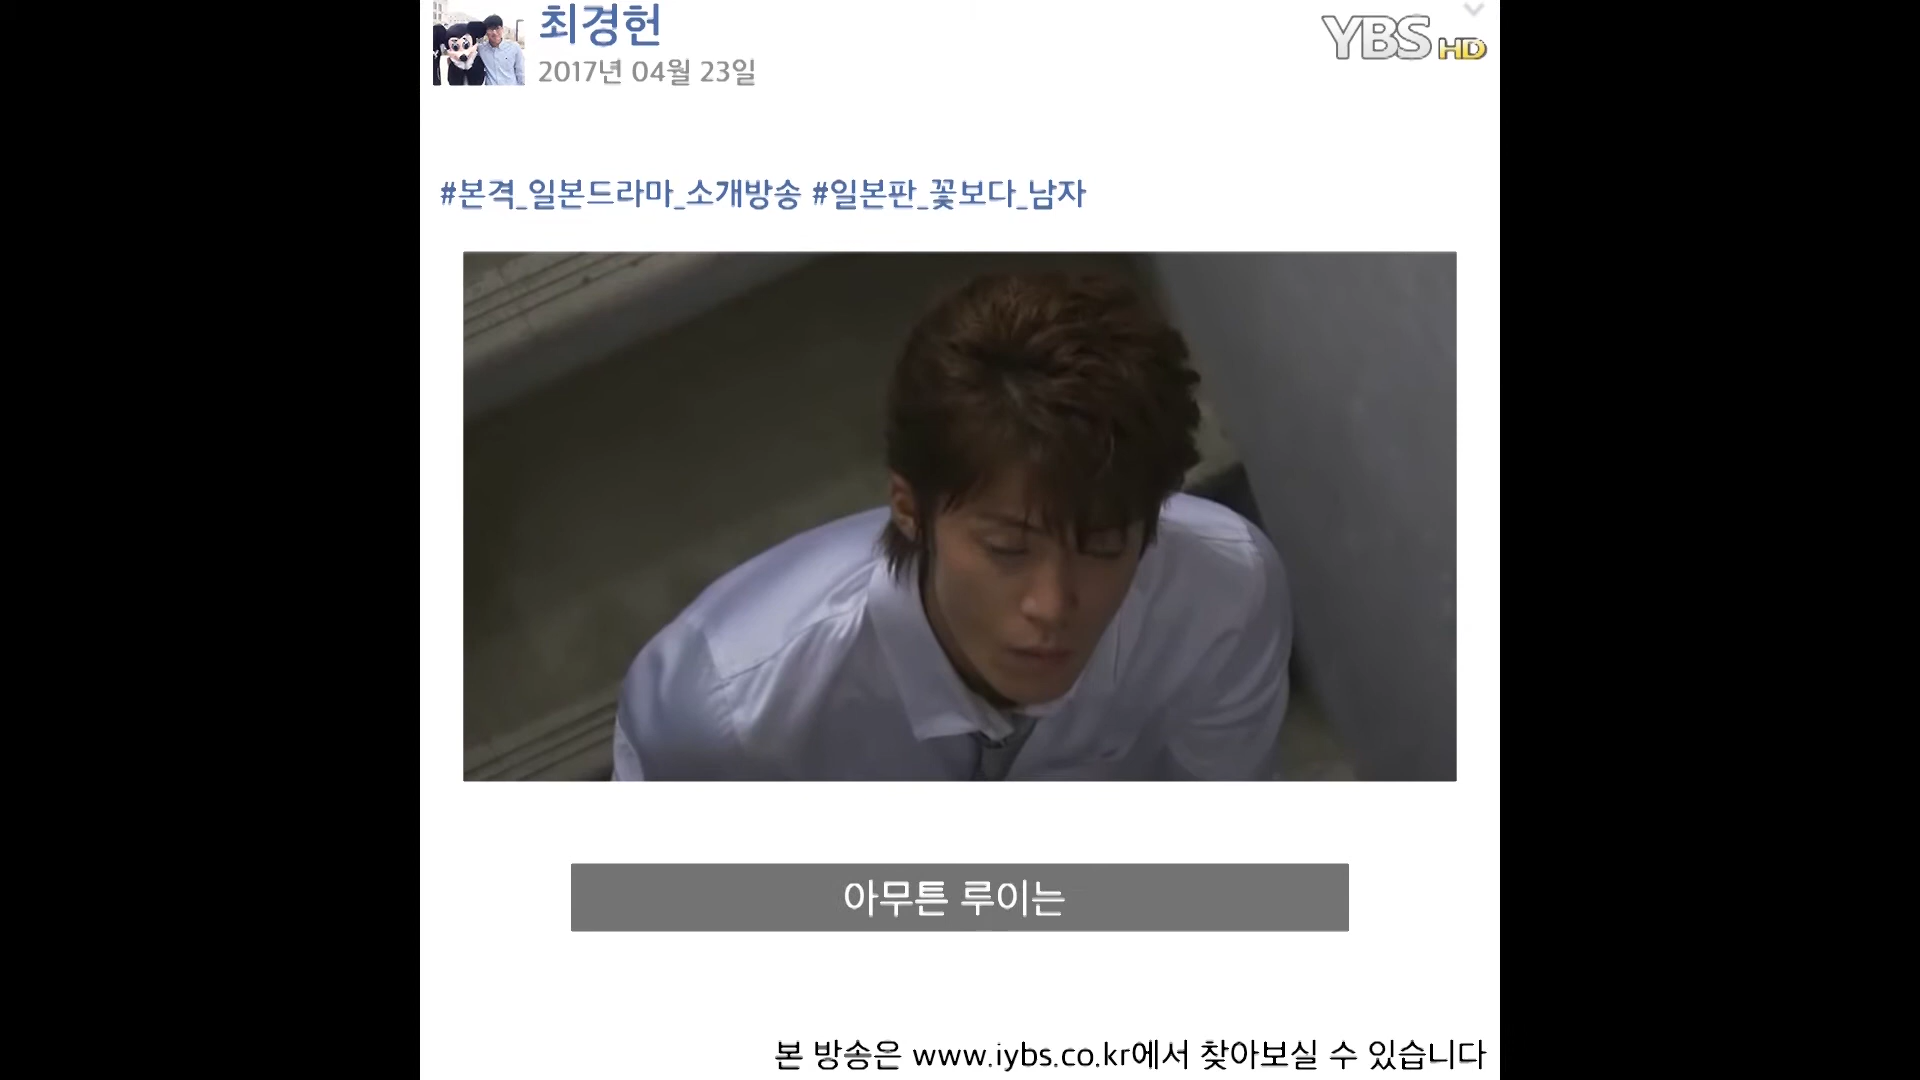 최경헌
YBS HD
2017년 04월 23일
#본격_일본드라마_소개방송 #일본판_꽃보다_남자
아무튼 루이는
본 방송은 www.iybs.co.kr에서 찾아보실 수 있습니다